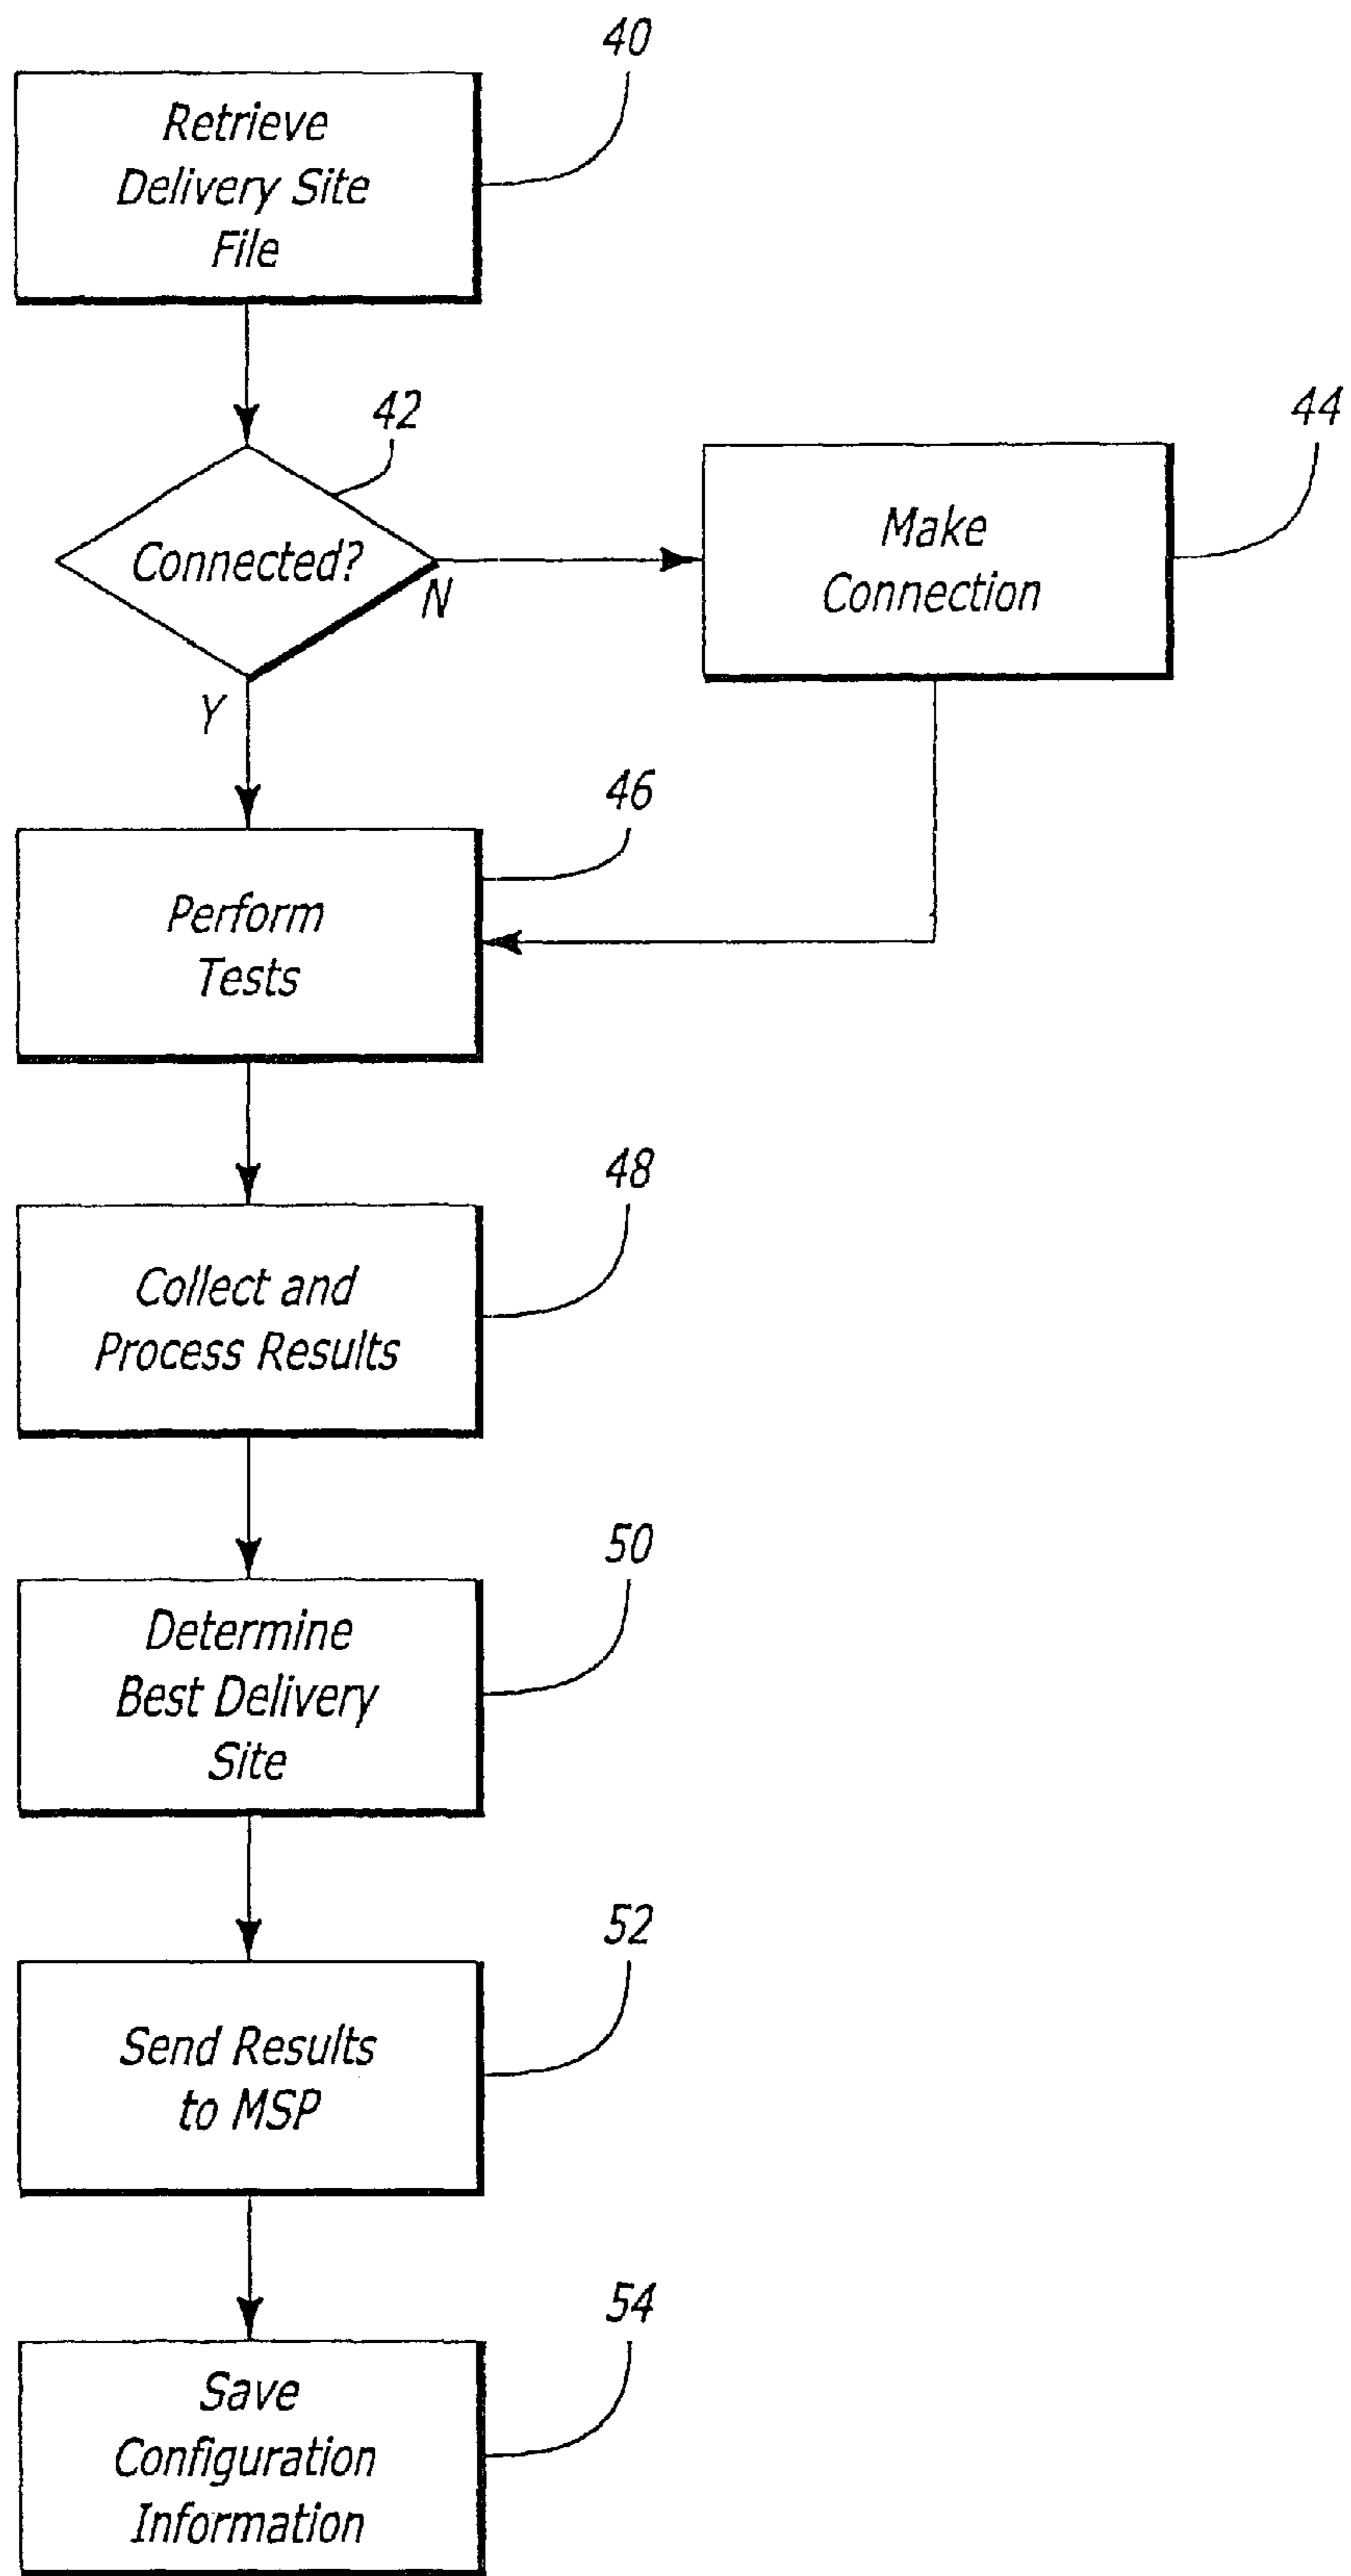 40
Retrieve
Delivery Site
File
42
Connected?
N
Y
44
Make
Connection
46
Perform
Tests
48
Collect and
Process Results
50
Determine
Best Delivery
Site
52
Send Results
to MSP
54
Save
Configuration
Information